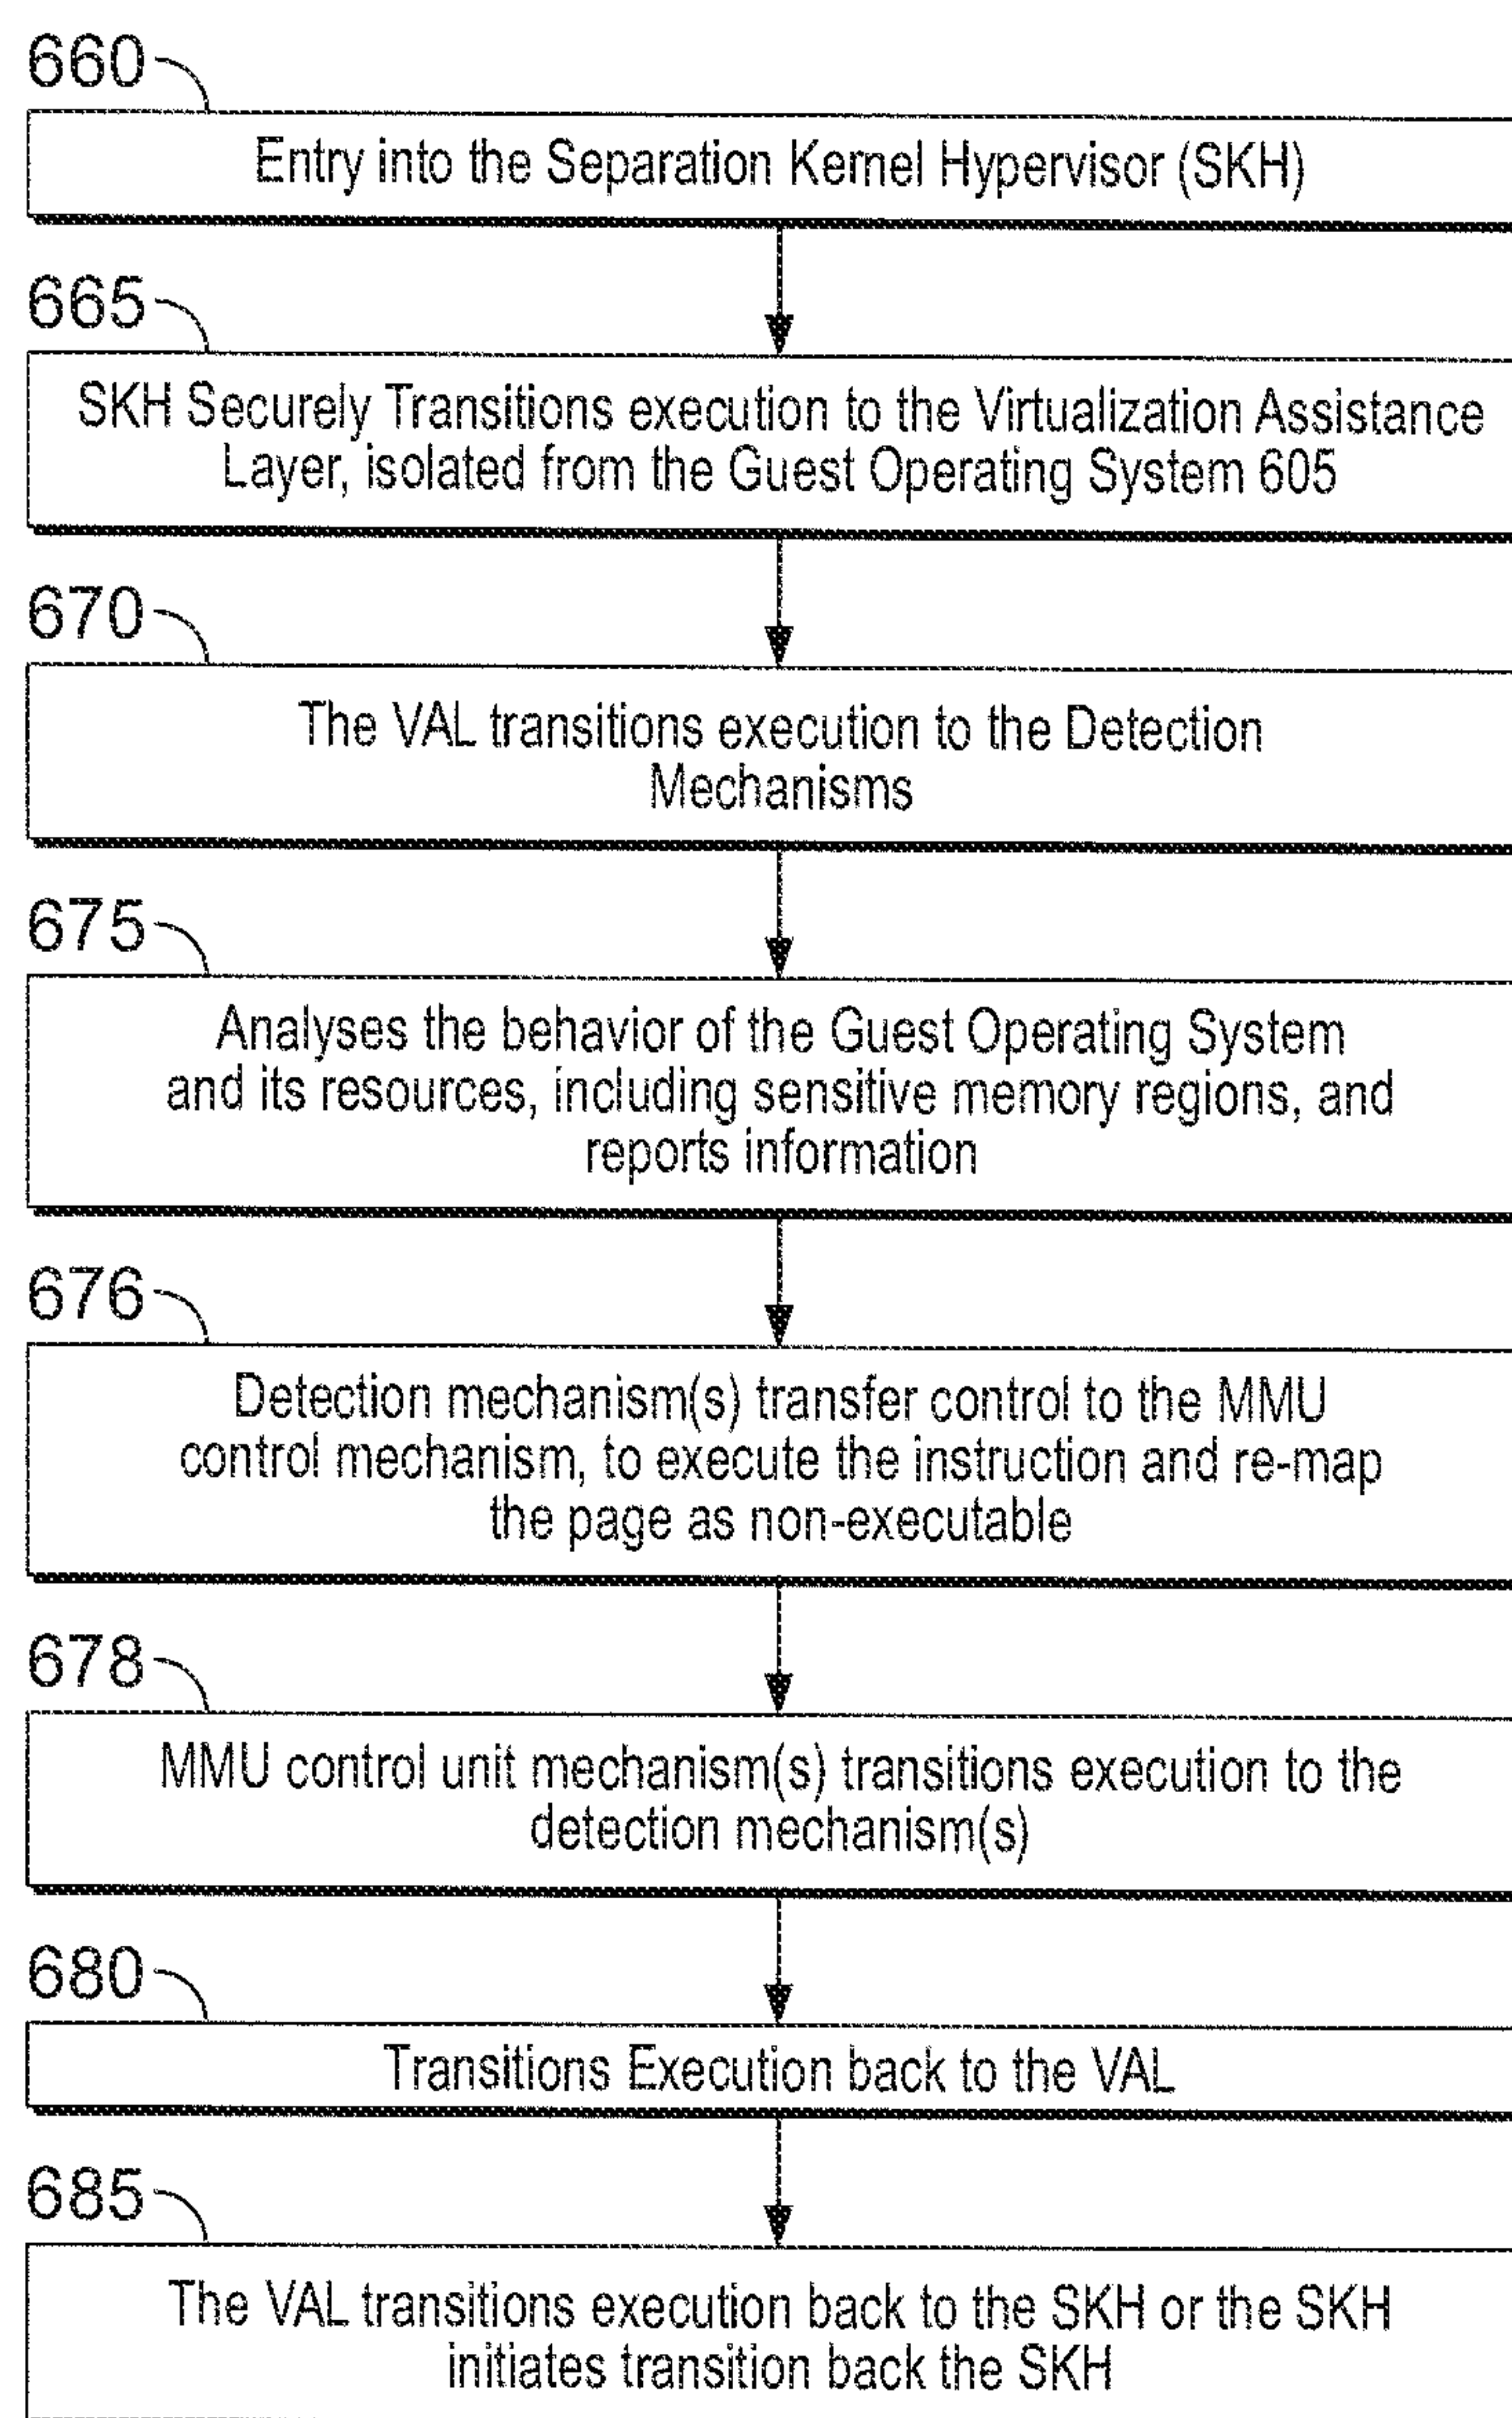 660
Entry into the Separation Kernel Hypervisor (SKH)
665
SKH Securely Transitions execution to the Virtualization Assistance
Layer, isolated from the Guest Operating System 605
670
The VAL transitions execution to the Detection
Mechanisms
675
Analyses the behavior of the Guest Operating System
and its resources, including sensitive memory regions, and
reports information
676
Detection mechanism(s) transfer control to the MMU
control mechanism, to execute the instruction and re-map
the page as non-executable
678
MMU control unit mechanism(s) transitions execution to the
detection mechanism(s)
680
Transitions Execution back to the VAL
685
The VAL transitions execution back to the SKH or the SKH
initiates transition back the SKH